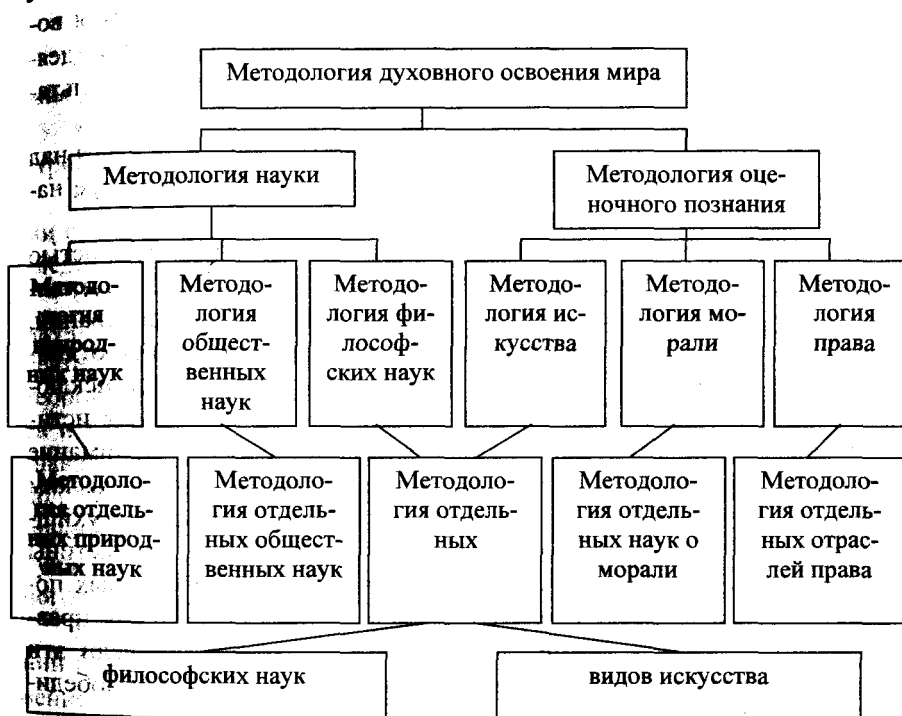 Методология духовного освоения мира
Методология науки
Методология оце-
ночного познания
Методо-
логия
природ-
ных наук
Методо-
логия
общест-
венных
наук
Методо-
логия фи-
лософ-
ских наук
Методо-
логия ис-
кусства
Методо-
логия мо-
рали
Методо-
логия
права
Методоло-
гия отдель-
ных природ-
ных наук
Методоло-
гия отдель-
ных общест-
венных наук
Методоло-
гия отдель-
ных
Методоло-
гия отдель-
ных наук о
морали
Методоло-
гия отдель-
ных отрас-
лей права
философских наук
видов искусства